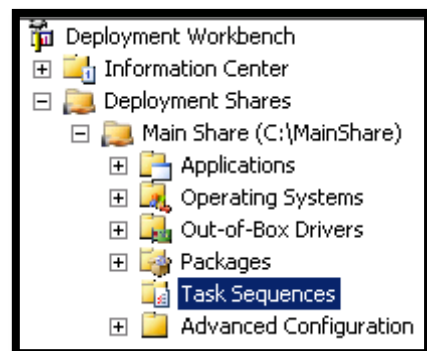 Deployment Workbench
Information Center
Deployment Shares
Main Share (C:\MainShare)
Applications
Operating Systems
Out-of-Box Drivers
Packages
Task Sequences
Advanced Configuration